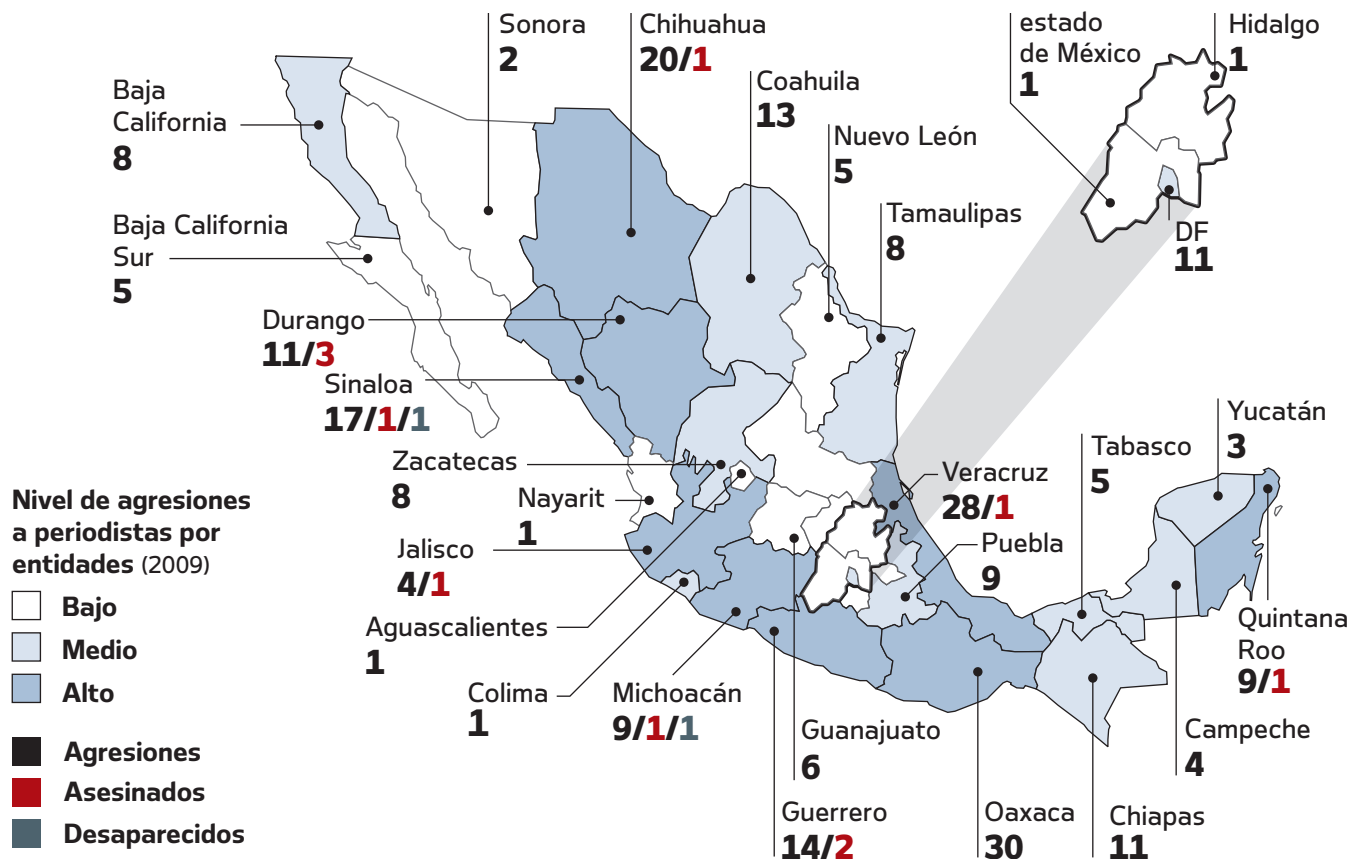 Sonora
2
Chihuahua
20/1
Coahuila
13
Nuevo León
5
Tamaulipas
8
estado
de México
1
Hidalgo
1
DF
11
Baja
California
8
Baja California
Sur
5
Durango
11/3
Sinaloa
17/1/1
Zacatecas
8
Nayarit
1
Jalisco
4/1
Aguascalientes
1
Colima
1
Michoacán
9/1/1
Guanajuato
6
Guerrero
14/2
Oaxaca
30
Chiapas
11
Campeche
4
Quintana
Roo
9/1
Yucatán
3
Tabasco
5
Veracruz
28/1
Puebla
9
Nivel de agresiones
a periodistas por
entidades (2009)
Bajo
Medio
Alto
Agresiones
Asesinados
Desaparecidos